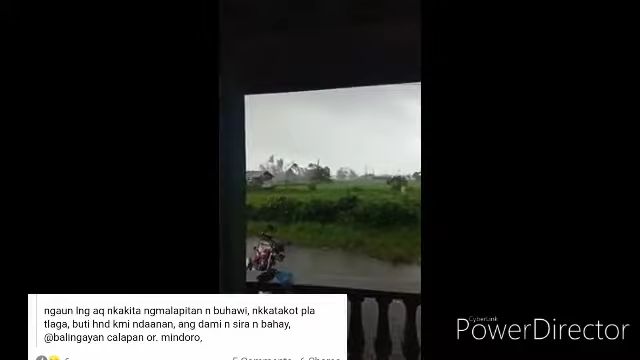 ngaun lng aq nkakita ngmalapitan n buhawi, nkkatakot pla
tlaga, buti hnd kmi ndaanan, ang dami n sira n bahay,
@balingayan calapan or. mindoro,
CyberLink
PowerDirector